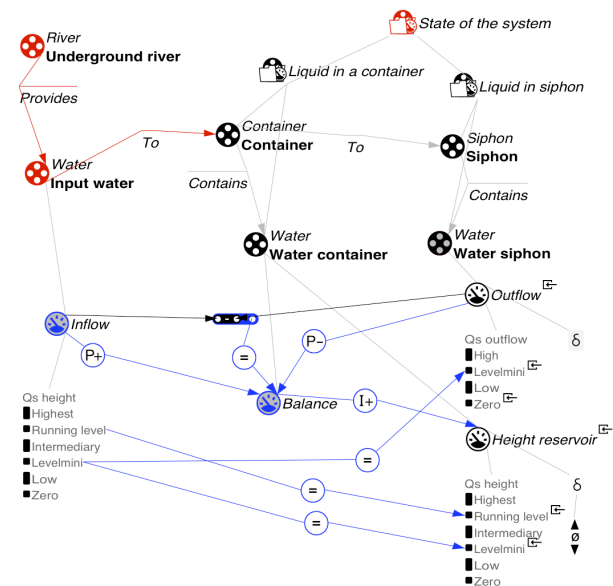 State of the system
River
Underground river
Liquid in a container
Liquid in siphon
Provides
Container
Container
To
To
Siphon
Siphon
Water
Input water
Contains
Contains
Water
Water container
Water
Water siphon
Outflow
Inflow
-
P-
δ
P+
=
Qs outflow
High
Levelmini
Low
Zero
Balance
I+
Qs height
Highest
Running level
Intermediary
Levelmini
Low
Zero
Height reservoir
=
=
=
δ
Qs height
Highest
Running level
Intermediary
Levelmini
Low
Zero
ø